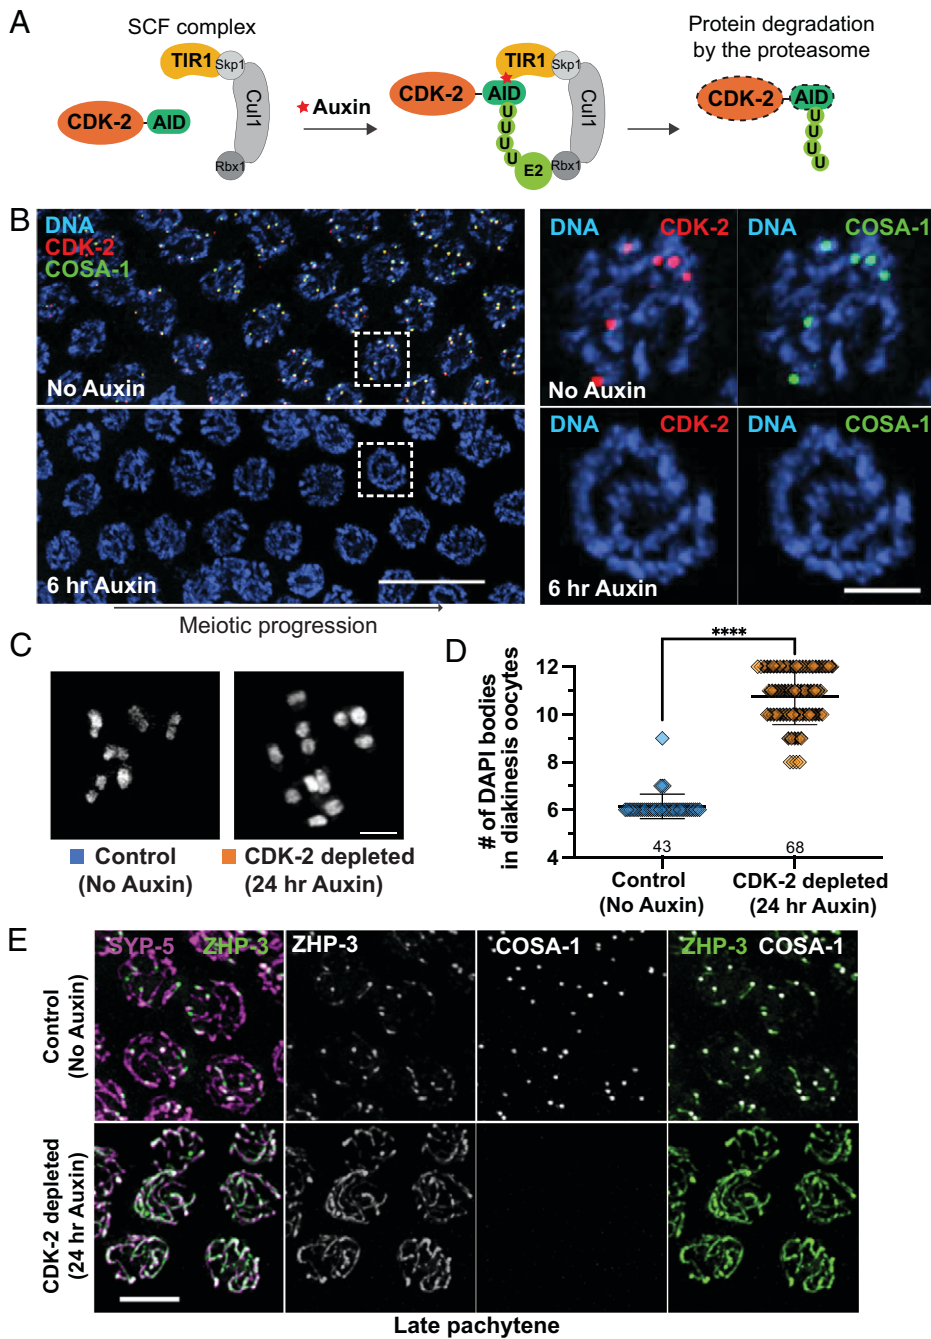 A
SCF complex
TIR1
Skp1
Cul1
Rbx1
CDK-2
AID
Auxin
CDK-2
AID
TIR1
Skp1
Cul1
Rbx1
U
U
U
U
E2
Protein degradation
by the proteasome
CDK-2
AID
U
U
U
U
B
DNA
CDK-2
COSA-1
No Auxin
6 hr Auxin
Meiotic progression
DNA CDK-2
DNA COSA-1
No Auxin
DNA CDK-2
DNA COSA-1
6 hr Auxin
C
Control
(No Auxin)
CDK-2 depleted
(24 hr Auxin)
D
# of DAPI bodies
in diakinesis oocytes
12
10
8
6
4
****
43
68
Control
(No Auxin)
CDK-2 depleted
(24 hr Auxin)
E
SYP-5 ZHP-3
ZHP-3
COSA-1
ZHP-3 COSA-1
Control
(No Auxin)
CDK-2 depleted
(24 hr Auxin)
Late pachytene